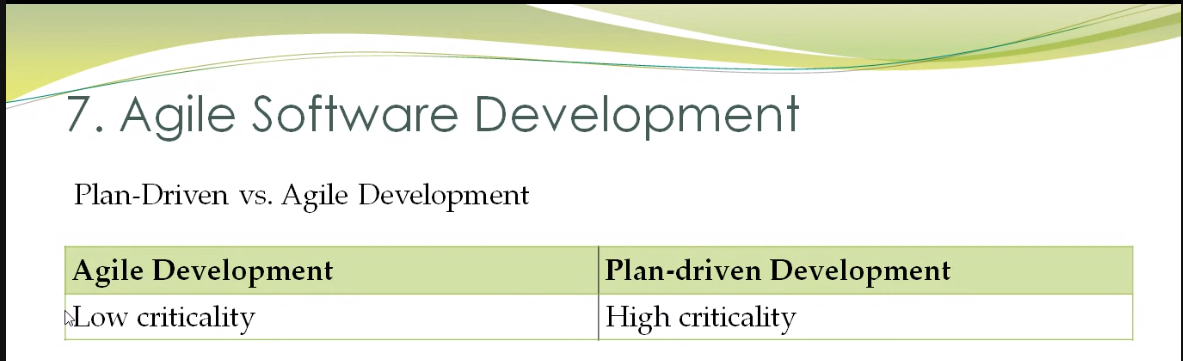 7. Agile Software Development
Plan-Driven vs. Agile Development
Agile Development Plan-driven Development
Low criticality High criticality